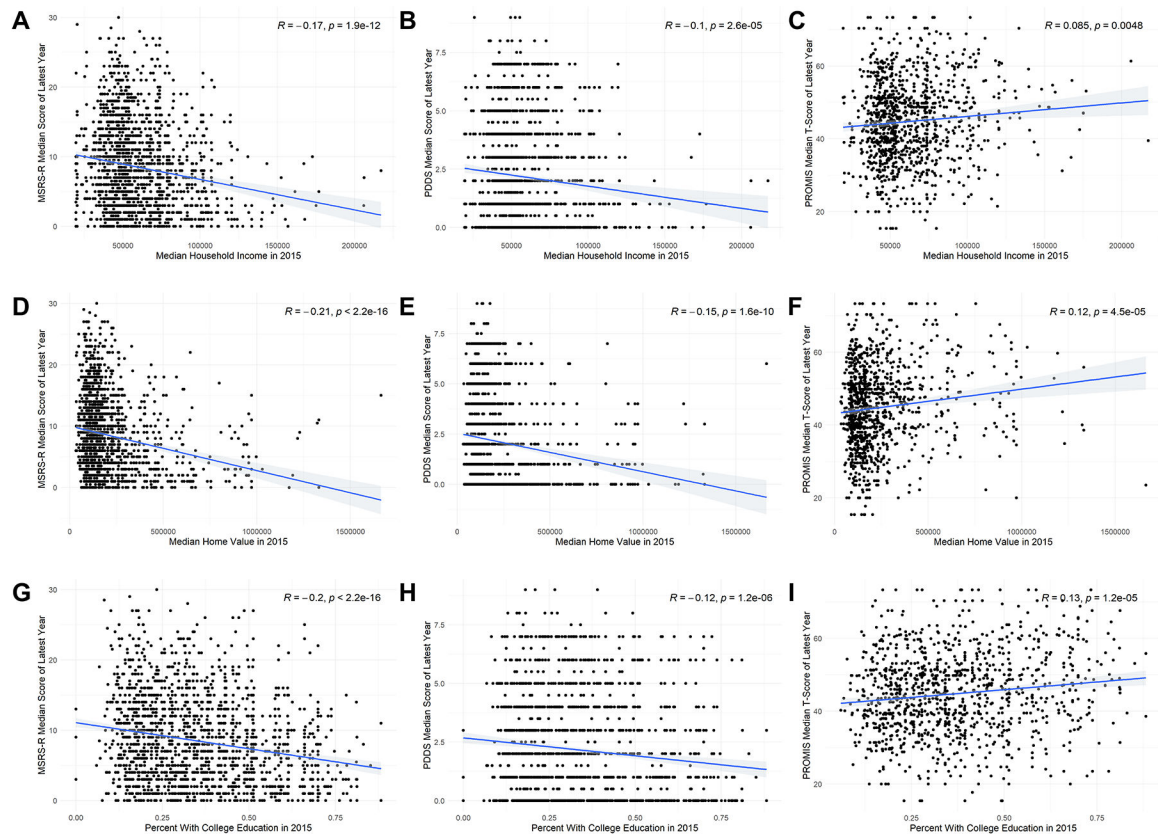 A
R = −0.17, p = 1.9e-12
MSRS-R Median Score of Latest Year
30
20
10
0
50000 100000 150000 200000
Median Household Income in 2015
B
R = −0.1, p = 2.6e-05
PDDS Median Score of Latest Year
7.5
5.0
2.5
0.0
50000 100000 150000 200000
Median Household Income in 2015
C
R = 0.085, p = 0.0048
PROMIS Median T-Score of Latest Year
60
40
20
50000 100000 150000 200000
Median Household Income in 2015
D
R = −0.21, p < 2.2e-16
MSRS-R Median Score of Latest Year
30
20
10
0
0 500000 1000000 1500000
Median Home Value in 2015
E
R = −0.15, p = 1.6e-10
PDDS Median Score of Latest Year
7.5
5.0
2.5
0.0
0 500000 1000000 1500000
Median Home Value in 2015
F
R = 0.12, p = 4.5e-05
PROMIS Median T-Score of Latest Year
60
40
20
0 500000 1000000 1500000
Median Home Value in 2015
G
R = −0.2, p < 2.2e-16
MSRS-R Median Score of Latest Year
30
20
10
0
0.00 0.25 0.50 0.75
Percent With College Education in 2015
H
R = −0.12, p = 1.2e-06
PDDS Median Score of Latest Year
7.5
5.0
2.5
0.0
0.00 0.25 0.50 0.75
Percent With College Education in 2015
I
R = 0.13, p = 1.2e-05
PROMIS Median T-Score of Latest Year
60
40
20
0.25 0.50 0.75
Percent With College Education in 2015